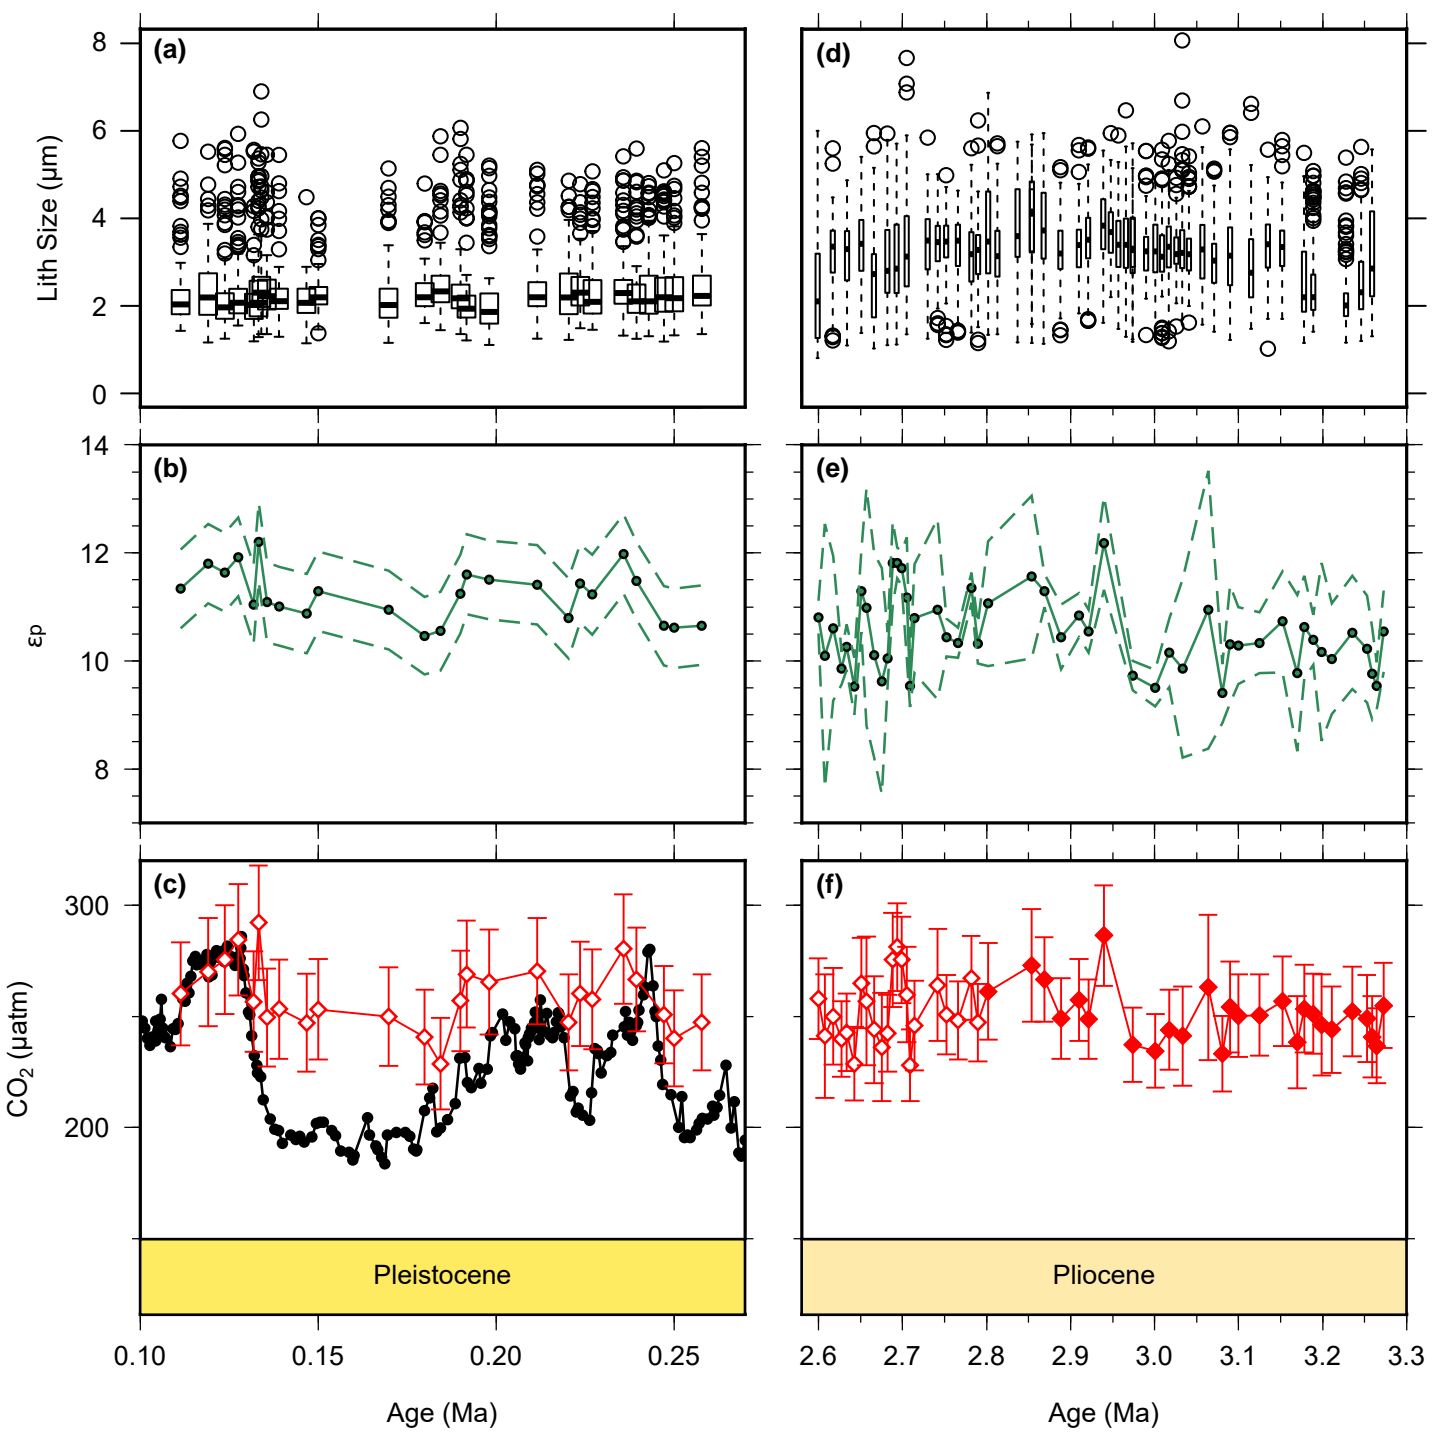 (a)
(d)
8
6
4
2
0
Lith Size (μm)
(b)
(e)
14
12
10
8
εp
(c)
(f)
300
200
CO2 (μatm)
Pleistocene
Pliocene
0.10 0.15 0.20 0.25
2.6 2.7 2.8 2.9 3.0 3.1 3.2 3.3
Age (Ma)
Age (Ma)